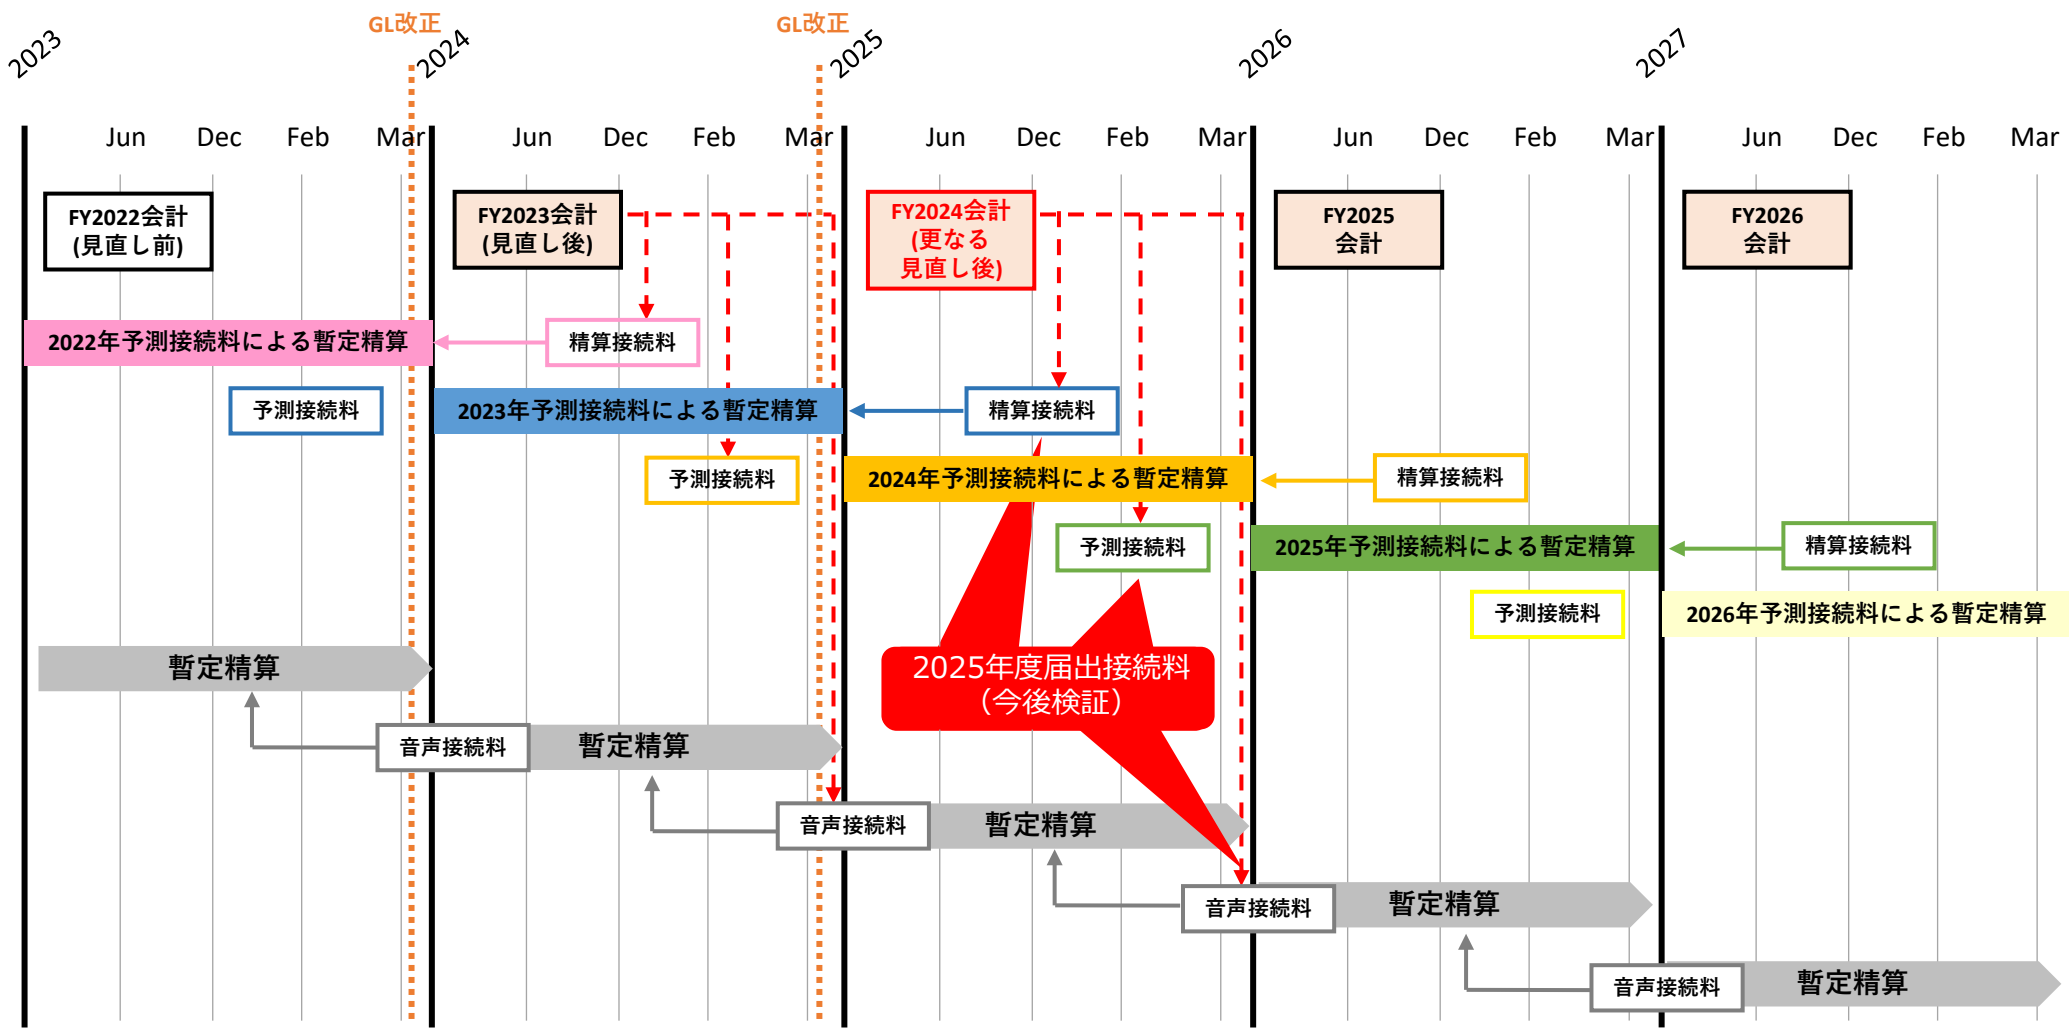 GL改正
GL改正
2023
2024
2025
2026
2027
Jun Dec Feb Mar
Jun Dec Feb Mar
Jun Dec Feb Mar
Jun Dec Feb Mar
Jun Dec Feb Mar
FY2022会計
(見直し前)
FY2023会計
(見直し後)
FY2024会計
(更なる
見直し後)
FY2025
会計
FY2026
会計
2022年予測接続料による暫定精算
精算接続料
予測接続料
2023年予測接続料による暫定精算
精算接続料
予測接続料
2024年予測接続料による暫定精算
精算接続料
予測接続料
2025年予測接続料による暫定精算
精算接続料
予測接続料
2026年予測接続料による暫定精算
2025年度届出接続料
（今後検証）
暫定精算
音声接続料
暫定精算
音声接続料
暫定精算
音声接続料
暫定精算
音声接続料
暫定精算